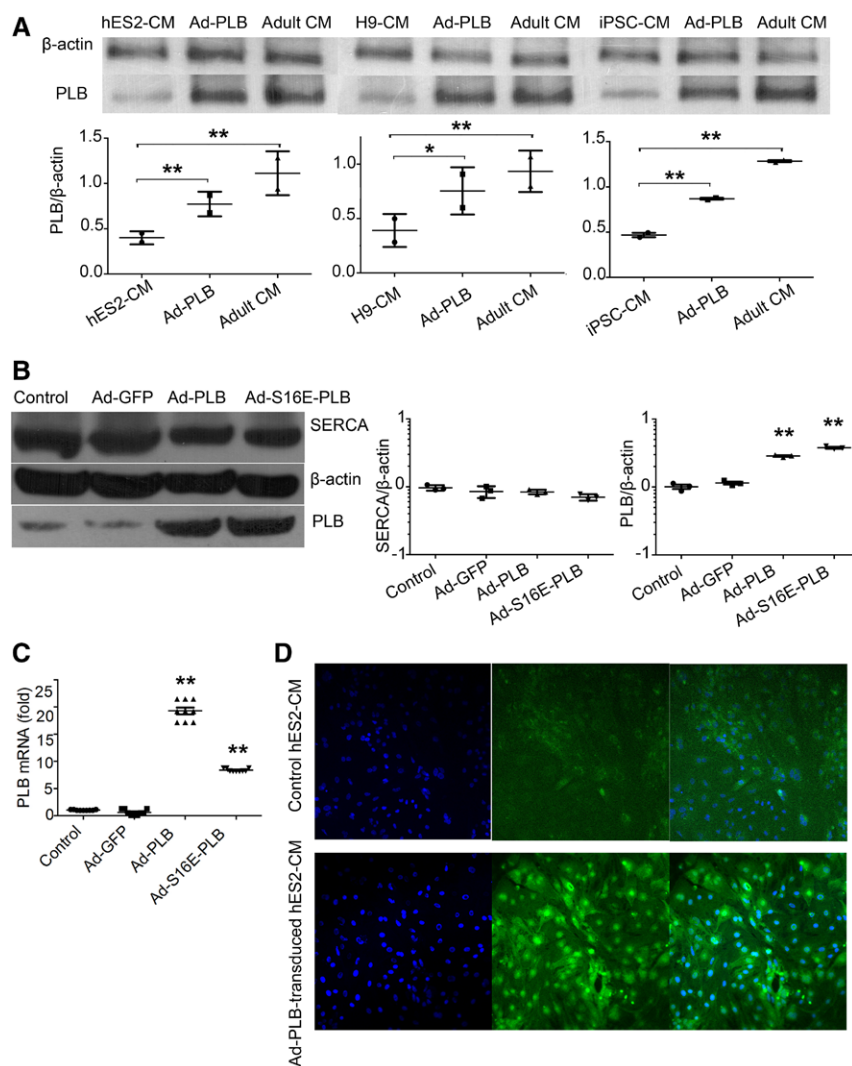 A
hES2-CM Ad-PLB Adult CM H9-CM Ad-PLB Adult CM iPSC-CM Ad-PLB Adult CM
β-actin
PLB
** ** ** * ** **
PLB/β-actin
1.5
1.0
0.5
0.0
hES2-CM Ad-PLB Adult CM
1.0
0.5
0.0
H9-CM Ad-PLB Adult CM
1.5
1.0
0.5
0.0
iPSC-CM Ad-PLB Adult CM
B
Control Ad-GFP Ad-PLB Ad-S16E-PLB
SERCA
β-actin
PLB
SERCA/β-actin
1
0
-1
Control Ad-GFP Ad-PLB Ad-S16E-PLB
PLB/β-actin
1
0
-1
** **
Control Ad-GFP Ad-PLB Ad-S16E-PLB
C
PLB mRNA (fold)
25
20
15
10
5
0
** **
Control Ad-GFP Ad-PLB Ad-S16E-PLB
D
Control hES2-CM
Ad-PLB-transduced hES2-CM